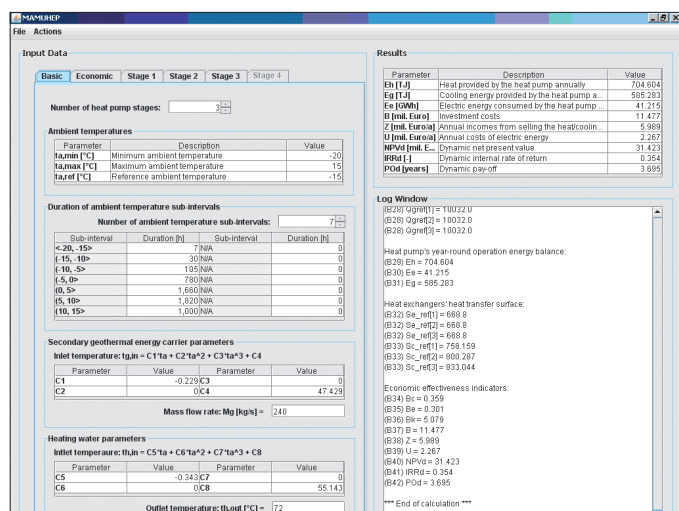 MAMUHEP
File Actions
Input Data
Basic Economic Stage 1 Stage 2 Stage 3 Stage 4
Number of heat pump stages: 3
Ambient temperatures
Parameter Description Value
ta,min [°C] Minimum ambient temperature -20
ta,max [°C] Maximum ambient temperature 15
ta,ref [°C] Reference ambient temperature -15
Duration of ambient temperature sub-intervals
Number of ambient temperature sub-intervals: 7
Sub-interval Duration [h] Sub-interval Duration [h]
<-20, -15> 7 N/A 0
(-15, -10> 30 N/A 0
(-10, -5> 105 N/A 0
(-5, 0> 780 N/A 0
(0, 5> 1,660 N/A 0
(5, 10> 1,820 N/A 0
(10, 15> 1,000 N/A 0
Secondary geothermal energy carrier parameters
Inlet temperature: tg,in = C1*ta + C2*ta^2 + C3*ta^3 + C4
Parameter Value Parameter Value
C1 -0.229 C3 0
C2 0 C4 47.429
Mass flow rate: Mg [kg/s] = 240
Heating water parameters
Intlet temperaure: th,in = C5*ta + C6*ta^2 + C7*ta^3 + C8
Parameter Value Parameter Value
C5 -0.343 C7 0
C6 0 C8 55.143
Outlet temperature: th,out [°C] = 72
Results
Parameter Description Value
Eh [TJ] Heat provided by the heat pump annually 704.604
Eg [TJ] Cooling energy provided by the heat pump a... 585.283
Ee [GWh] Electric energy consumed by the heat pump ... 41.215
B [mil. Euro] Investment costs 11.477
Z [mil. Euro/a] Annual incomes from selling the heat/coolin... 5.989
U [mil. Euro/a] Annual costs of electric energy 2.267
NPVd [mil. E... Dynamic net present value 31.423
IRRd [-] Dynamic internal rate of return 0.354
POd [years] Dynamic pay-off 3.695
Log Window
(B28) Qgref[1] = 10032.0
(B28) Qgref[2] = 10032.0
(B28) Qgref[3] = 10032.0
Heat pump's year-round operation energy balance:
(B29) Eh = 704.604
(B30) Ee = 41.215
(B31) Eg = 585.283
Heat exchangers' heat transfer surface:
(B32) Se_ref[1] = 668.8
(B32) Se_ref[2] = 668.8
(B32) Se_ref[3] = 668.8
(B33) Sc_ref[1] = 758.159
(B33) Sc_ref[2] = 800.287
(B33) Sc_ref[3] = 833.044
Economic effectiveness indicators:
(B34) Bc = 0.359
(B35) Be = 0.301
(B36) Bk = 5.079
(B37) B = 11.477
(B38) Z = 5.989
(B39) U = 2.267
(B40) NPVd = 31.423
(B41) IRRd = 0.354
(B42) POd = 3.695
*** End of calculation ***